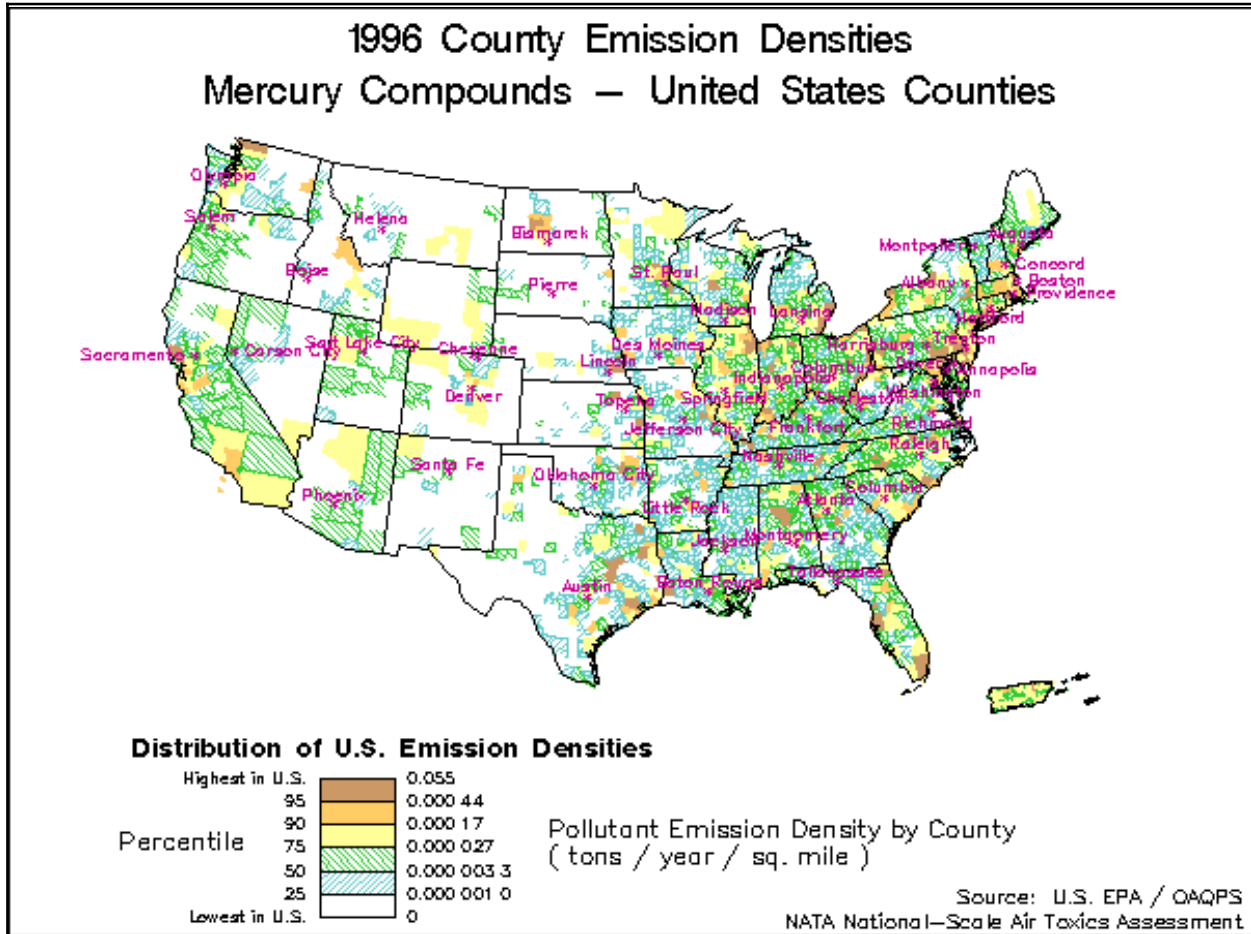 1996 County Emission Densities
Mercury Compounds — United States Counties
Olympia
Salem
Helena
Bismarck
Boise
Pierre
St. Paul
Montpelier
Augusta
Concord
Albany
Boston
Providence
Hartford
Madison
Lansing
Sacramento
Carson City
Salt Lake City
Cheyenne
Des Moines
Lincoln
Harrisburg
Trenton
Columbus
Annapolis
Indianapolis
Washington
Denver
Topeka
Springfield
Charleston
Jefferson City
Frankfort
Richmond
Nashville
Raleigh
Santa Fe
Oklahoma City
Phoenix
Little Rock
Atlanta
Columbia
Jackson
Montgomery
Austin
Baton Rouge
Tallahassee
Distribution of U.S. Emission Densities
Highest in U.S. 0.055
95 0.000 44
90 0.000 17
Percentile 75 0.000 027
50 0.000 003 3
25 0.000 001 0
Lowest in U.S. 0
Pollutant Emission Density by County
( tons / year / sq. mile )
Source: U.S. EPA / OAQPS
NATA National—Scale Air Toxics Assessment